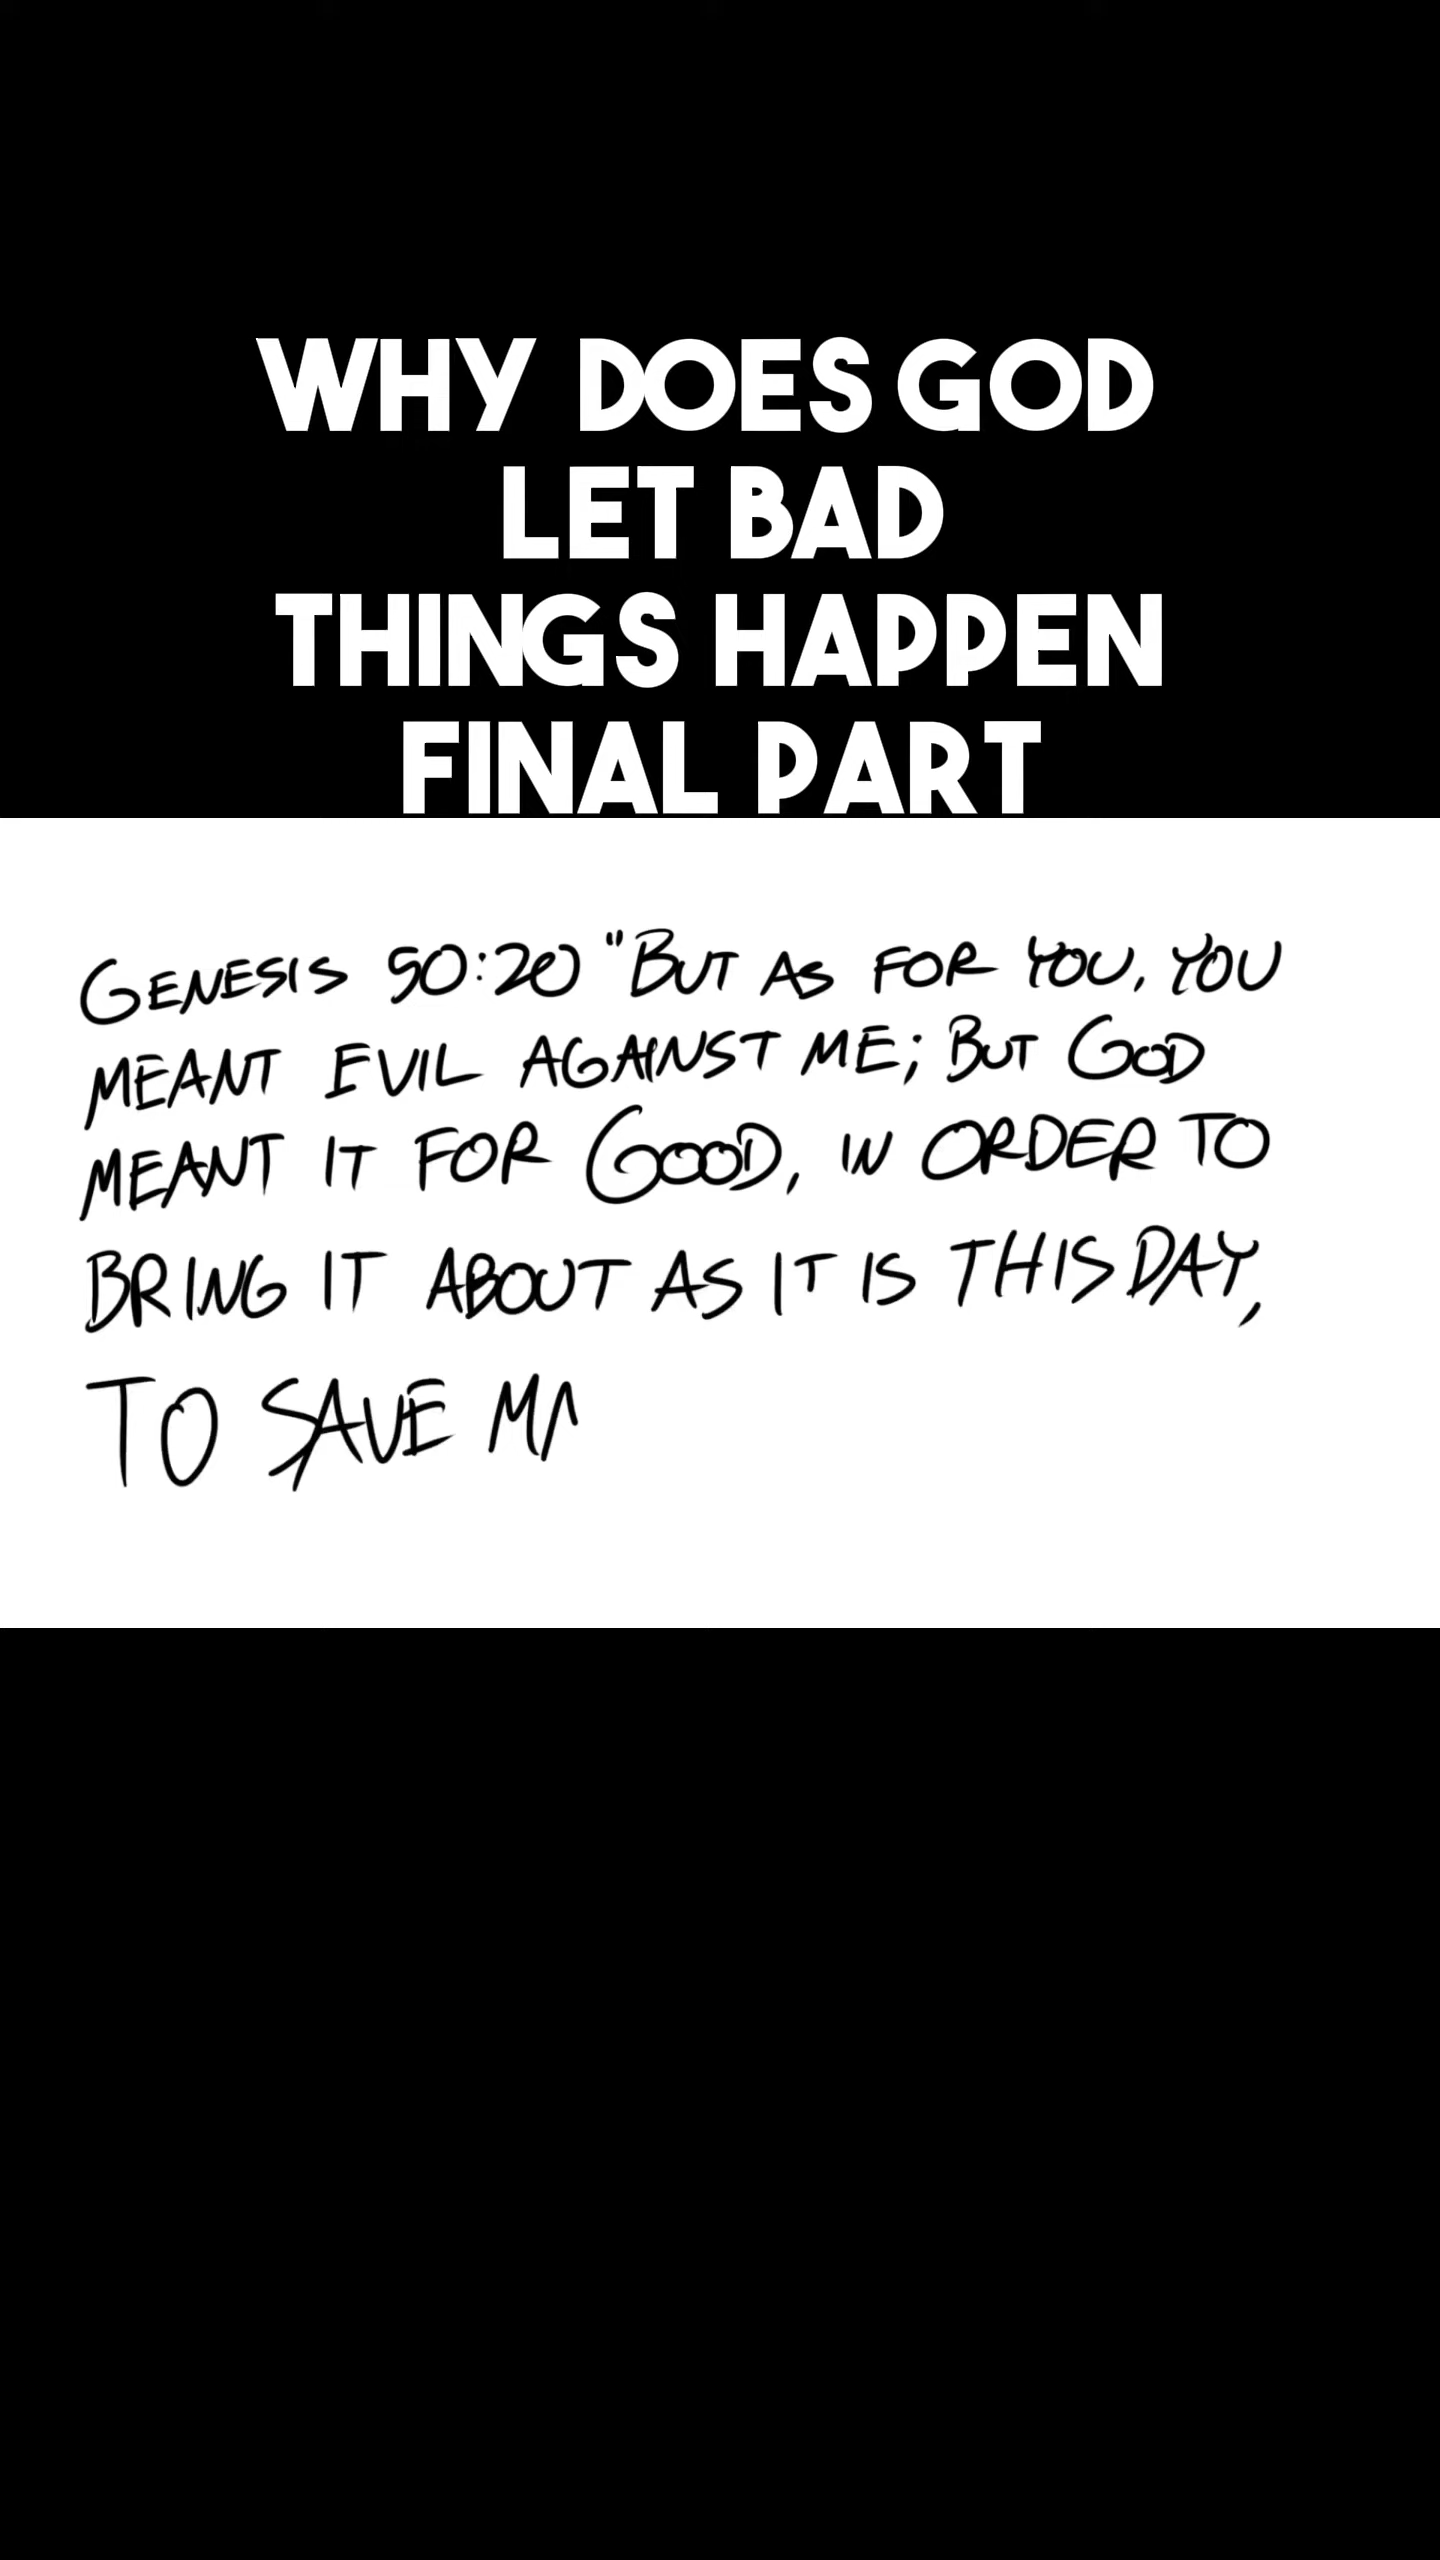 WHY DOES GOD
LET BAD
THINGS HAPPEN
FINAL PART
GENESIS 50:20 "BUT AS FOR YOU, YOU
MEANT EVIL AGAINST ME; BUT GOD
MEANT IT FOR GOOD, IN ORDER TO
BRING IT ABOUT AS IT IS THIS DAY,
TO SAVE